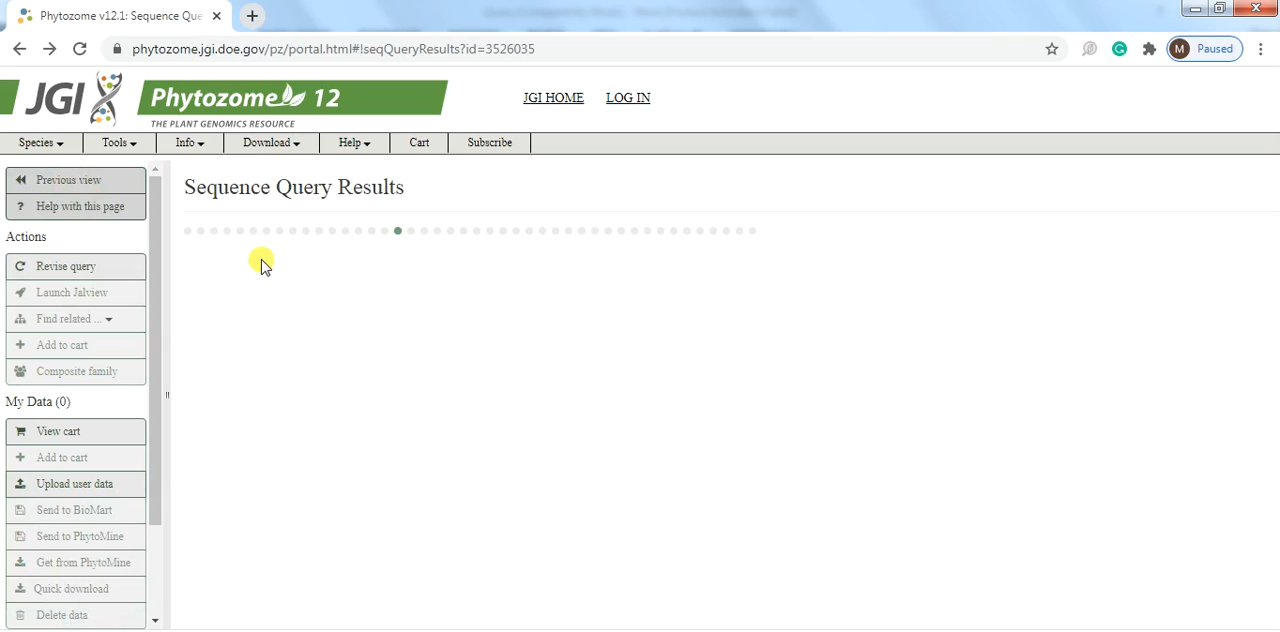 Phytozome v12.1: Sequence Que
phytozome.jgi.doe.gov/pz/portal.html#!seqQueryResults?id=3526035
M Paused
JGI Phytozome 12
THE PLANT GENOMICS RESOURCE
JGI HOME LOG IN
Species Tools Info Download Help Cart Subscribe
Previous view
? Help with this page
Sequence Query Results
Actions
Revise query
Launch Jalview
Find related ...
Add to cart
Composite family
My Data (0)
View cart
Add to cart
Upload user data
Send to BioMart
Send to PhytoMine
Get from PhytoMine
Quick download
Delete data